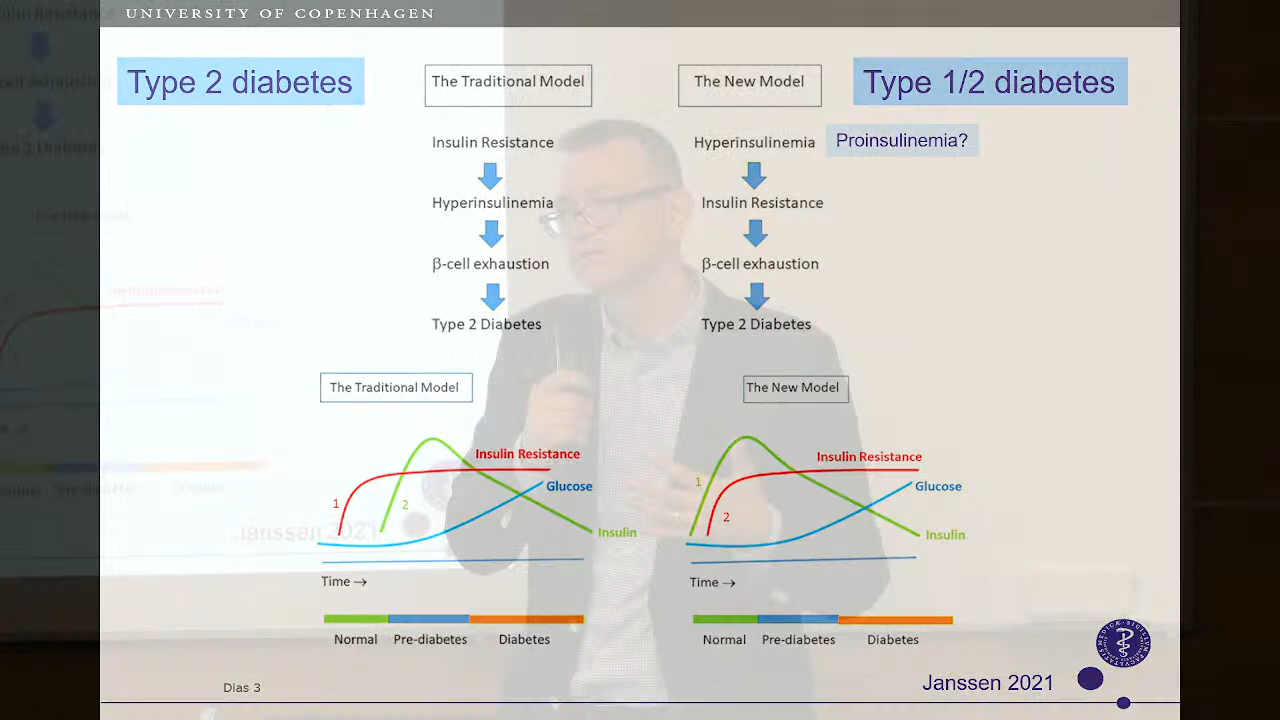 UNIVERSITY OF COPENHAGEN
Type 2 diabetes
The Traditional Model
The New Model
Type 1/2 diabetes
Insulin Resistance
Hyperinsulinemia
Proinsulinemia?
Hyperinsulinemia
Insulin Resistance
β-cell exhaustion
β-cell exhaustion
Type 2 Diabetes
Type 2 Diabetes
The Traditional Model
The New Model
Insulin Resistance
Glucose
Insulin
1
2
Time →
Normal
Pre-diabetes
Diabetes
Insulin Resistance
Glucose
Insulin
1
2
Time →
Normal
Pre-diabetes
Diabetes
Janssen 2021
Dias 3
Janssen 2021